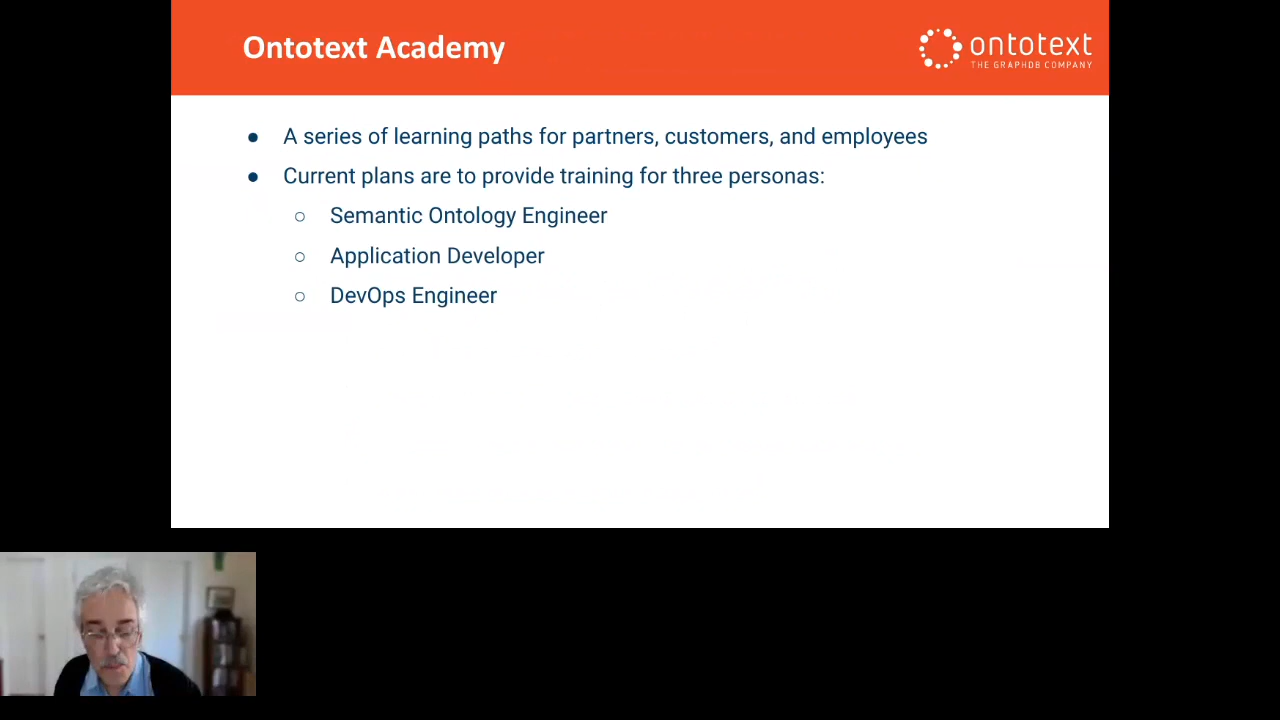 Ontotext Academy
ontotext
THE GRAPHDB COMPANY
● A series of learning paths for partners, customers, and employees
● Current plans are to provide training for three personas:
○ Semantic Ontology Engineer
○ Application Developer
○ DevOps Engineer